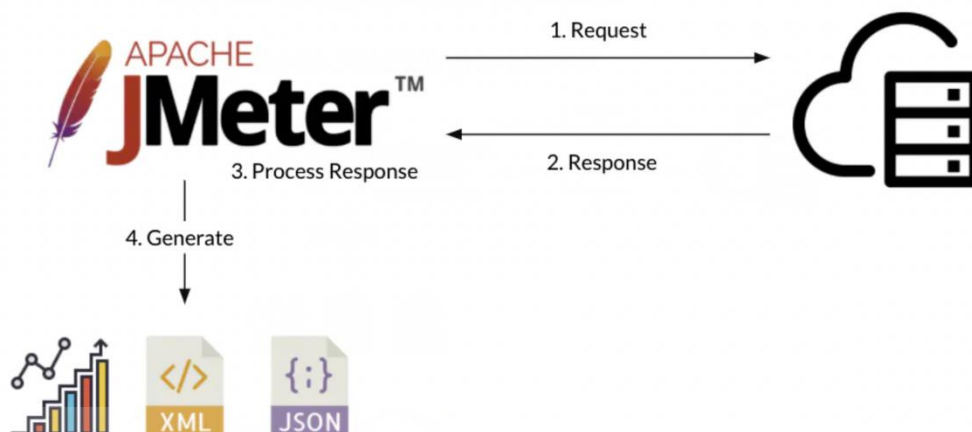 1. Request
APACHE
JMeter™
2. Response
3. Process Response
4. Generate
</>
XML
{;}
JSON